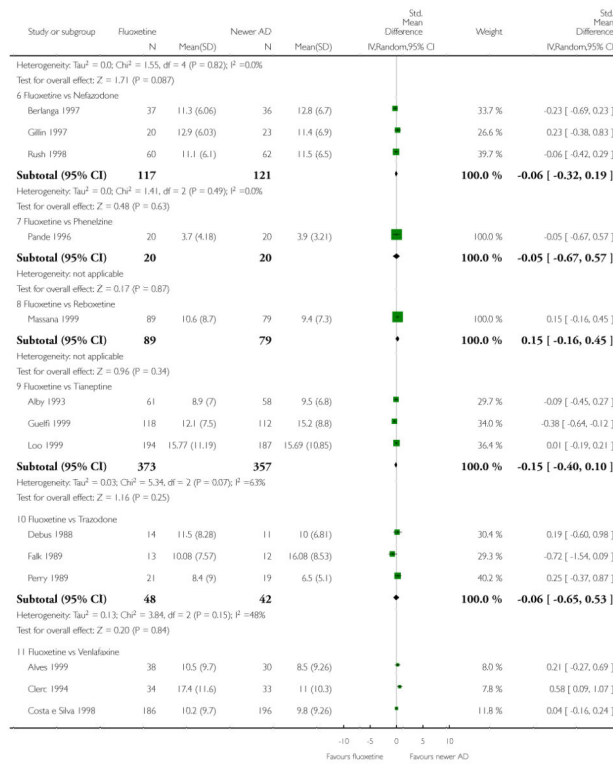 Study or subgroup Fluoxetine Newer AD Std. Mean Difference Weight Std. Mean Difference
N Mean(SD) N Mean(SD) IV,Random,95% CI IV,Random,95% CI
Heterogeneity: Tau² = 0.0; Chi² = 1.55, df = 4 (P = 0.82); I² =0.0%
Test for overall effect: Z = 1.71 (P = 0.087)
6 Fluoxetine vs Nefazodone
Berlanga 1997 37 11.3 (6.06) 36 12.8 (6.7) 33.7 % -0.23 [ -0.69, 0.23 ]
Gillin 1997 20 12.9 (6.03) 23 11.4 (6.9) 26.6 % 0.23 [ -0.38, 0.83 ]
Rush 1998 60 11.1 (6.1) 62 11.5 (6.5) 39.7 % -0.06 [ -0.42, 0.29 ]
Subtotal (95% CI) 117 121 100.0 % -0.06 [ -0.32, 0.19 ]
Heterogeneity: Tau² = 0.0; Chi² = 1.41, df = 2 (P = 0.49); I² =0.0%
Test for overall effect: Z = 0.48 (P = 0.63)
7 Fluoxetine vs Phenelzine
Pande 1996 20 3.7 (4.18) 20 3.9 (3.21) 100.0 % -0.05 [ -0.67, 0.57 ]
Subtotal (95% CI) 20 20 100.0 % -0.05 [ -0.67, 0.57 ]
Heterogeneity: not applicable
Test for overall effect: Z = 0.17 (P = 0.87)
8 Fluoxetine vs Reboxetine
Massana 1999 89 10.6 (8.7) 79 9.4 (7.3) 100.0 % 0.15 [ -0.16, 0.45 ]
Subtotal (95% CI) 89 79 100.0 % 0.15 [ -0.16, 0.45 ]
Heterogeneity: not applicable
Test for overall effect: Z = 0.96 (P = 0.34)
9 Fluoxetine vs Tianeptine
Alby 1993 61 8.9 (7) 58 9.5 (6.8) 29.7 % -0.09 [ -0.45, 0.27 ]
Guelfi 1999 118 12.1 (7.5) 112 15.2 (8.8) 34.0 % -0.38 [ -0.64, -0.12 ]
Loo 1999 194 15.77 (11.19) 187 15.69 (10.85) 36.4 % 0.01 [ -0.19, 0.21 ]
Subtotal (95% CI) 373 357 100.0 % -0.15 [ -0.40, 0.10 ]
Heterogeneity: Tau² = 0.03; Chi² = 5.34, df = 2 (P = 0.07); I² =63%
Test for overall effect: Z = 1.16 (P = 0.25)
10 Fluoxetine vs Trazodone
Debus 1988 14 11.5 (8.28) 11 10 (6.81) 30.4 % 0.19 [ -0.60, 0.98 ]
Falk 1989 13 10.08 (7.57) 12 16.08 (8.53) 29.3 % -0.72 [ -1.54, 0.09 ]
Perry 1989 21 8.4 (9) 19 6.5 (5.1) 40.2 % 0.25 [ -0.37, 0.87 ]
Subtotal (95% CI) 48 42 100.0 % -0.06 [ -0.65, 0.53 ]
Heterogeneity: Tau² = 0.13; Chi² = 3.84, df = 2 (P = 0.15); I² =48%
Test for overall effect: Z = 0.20 (P = 0.84)
11 Fluoxetine vs Venlafaxine
Alves 1999 38 10.5 (9.7) 30 8.5 (9.26) 8.0 % 0.21 [ -0.27, 0.69 ]
Clerc 1994 34 17.4 (11.6) 33 11 (10.3) 7.8 % 0.58 [ 0.09, 1.07 ]
Costa e Silva 1998 186 10.2 (9.7) 196 9.8 (9.26) 11.8 % 0.04 [ -0.16, 0.24 ]
-10 -5 0 5 10
Favours fluoxetine Favours newer AD